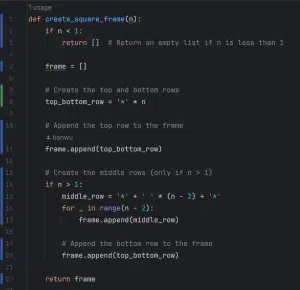 1 usage
1 def create_square_frame(n):
2     if n < 1:
3         return []  # Return an empty list if n is less than 1
4
5     frame = []
6
7     # Create the top and bottom rows
8     top_bottom_row = '*' * n
9
10     # Append the top row to the frame
11     frame.append(top_bottom_row)
12
13     # Create the middle rows (only if n > 1)
14     if n > 1:
15         middle_row = '*' + ' ' * (n - 2) + '*'
16         for _ in range(n - 2):
17             frame.append(middle_row)
18
19         # Append the bottom row to the frame
20         frame.append(top_bottom_row)
21
22     return frame